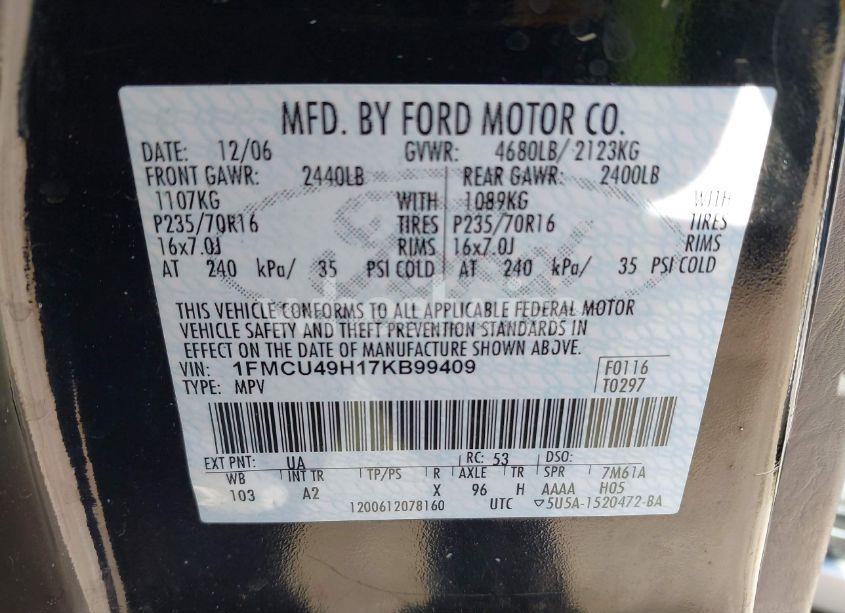 MFD. BY FORD MOTOR CO.
DATE: 12/06 GVWR: 4680LB/ 2123KG
FRONT GAWR: 2440LB REAR GAWR: 2400LB
1107KG WITH 1089KG WITH
P235/70R16 TIRES P235/70R16 TIRES
16x7.0J RIMS 16x7.0J RIMS
AT 240 kPa/ 35 PSI COLD AT 240 kPa/ 35 PSI COLD
THIS VEHICLE CONFORMS TO ALL APPLICABLE FEDERAL MOTOR
VEHICLE SAFETY AND THEFT PREVENTION STANDARDS IN
EFFECT ON THE DATE OF MANUFACTURE SHOWN ABOVE.
VIN: 1FMCU49H17KB99409 F0116
TYPE: MPV T0297
EXT PNT: UA RC: 53 DSO:
WB INT TR TP/PS R AXLE TR SPR 7M61A
103 A2 X 96 H AAAA H05
1200612078160 UTC ▽5U5A-1520472-BA